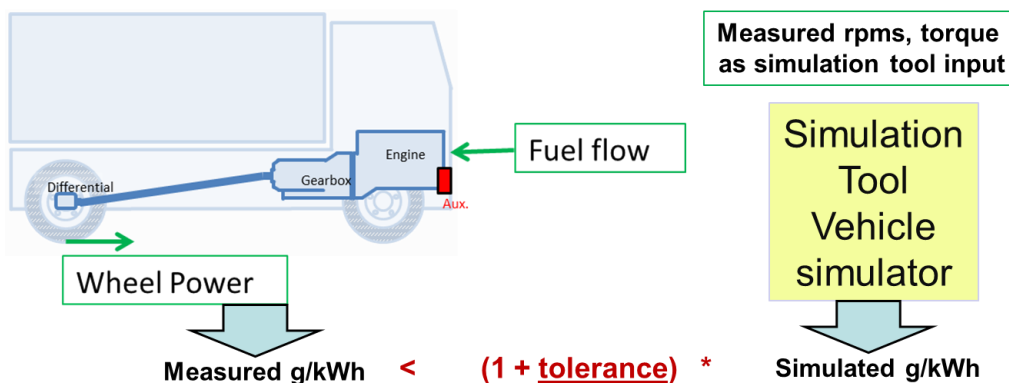 Measured rpms, torque
as simulation tool input
Engine
Fuel flow
Simulation
Tool
Vehicle
simulator
Differential
Gearbox
Aux.
Wheel Power
Measured g/kWh < (1 + tolerance) * Simulated g/kWh